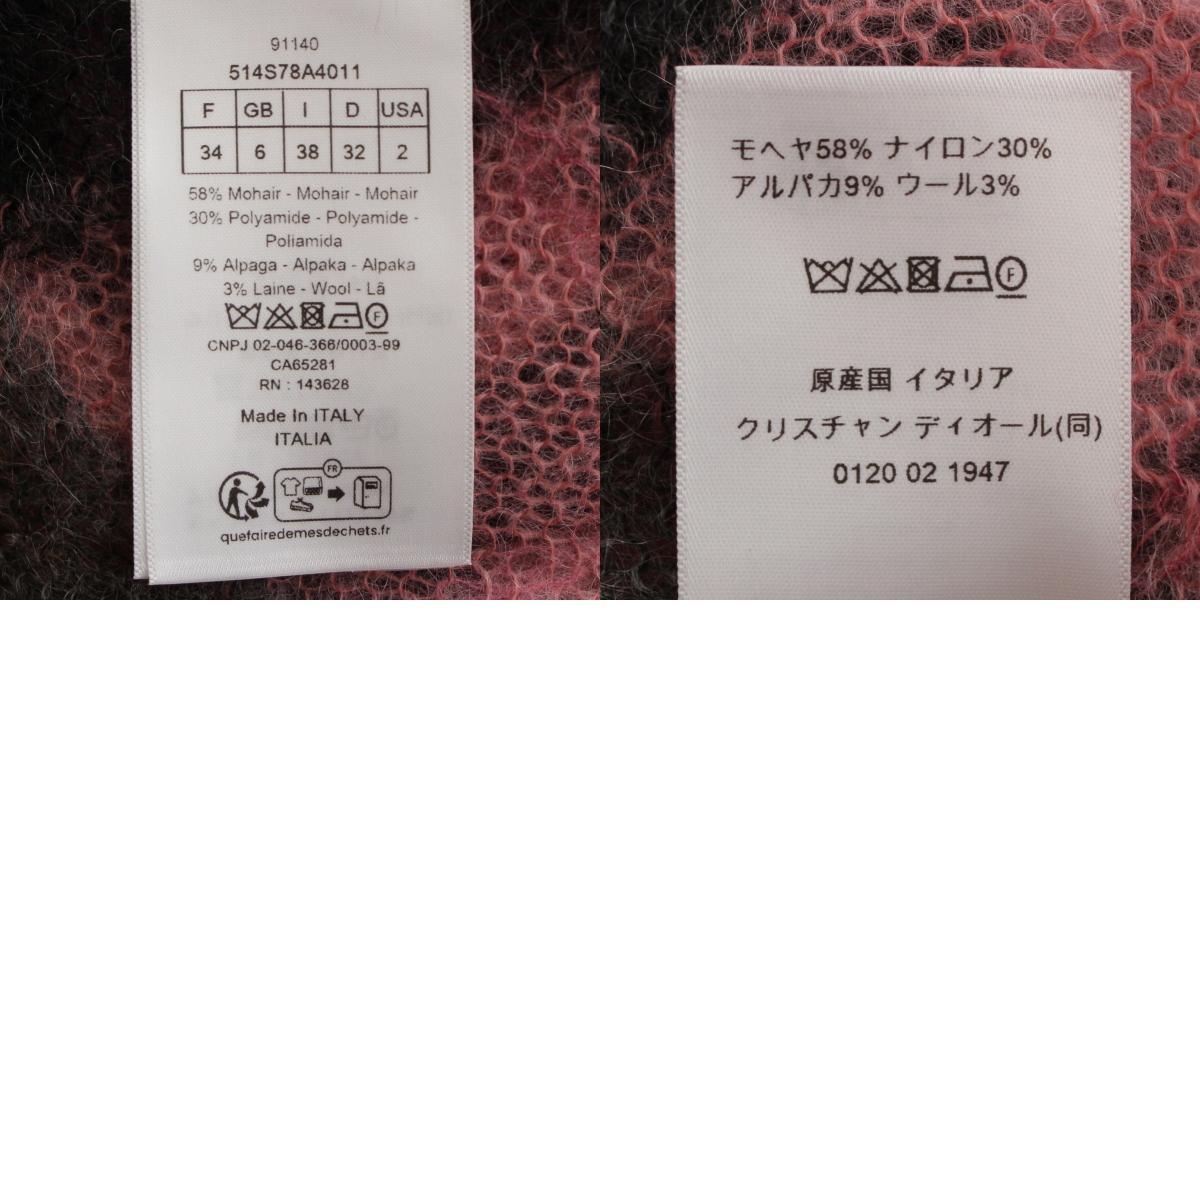 91140
514S78A4011
F GB I D USA
34 6 38 32 2
58% Mohair - Mohair - Mohair
30% Polyamide - Polyamide -
Poliamida
9% Alpaga - Alpaka - Alpaka
3% Laine - Wool - Lã
F
CNPJ 02-046-366/0003-99
CA65281
RN : 143628
Made In ITALY
ITALIA
FR
quefairedemesdechets.fr
モヘヤ58% ナイロン30%
アルパカ9% ウール3%
F
原産国 イタリア
クリスチャン ディオール(同)
0120 02 1947